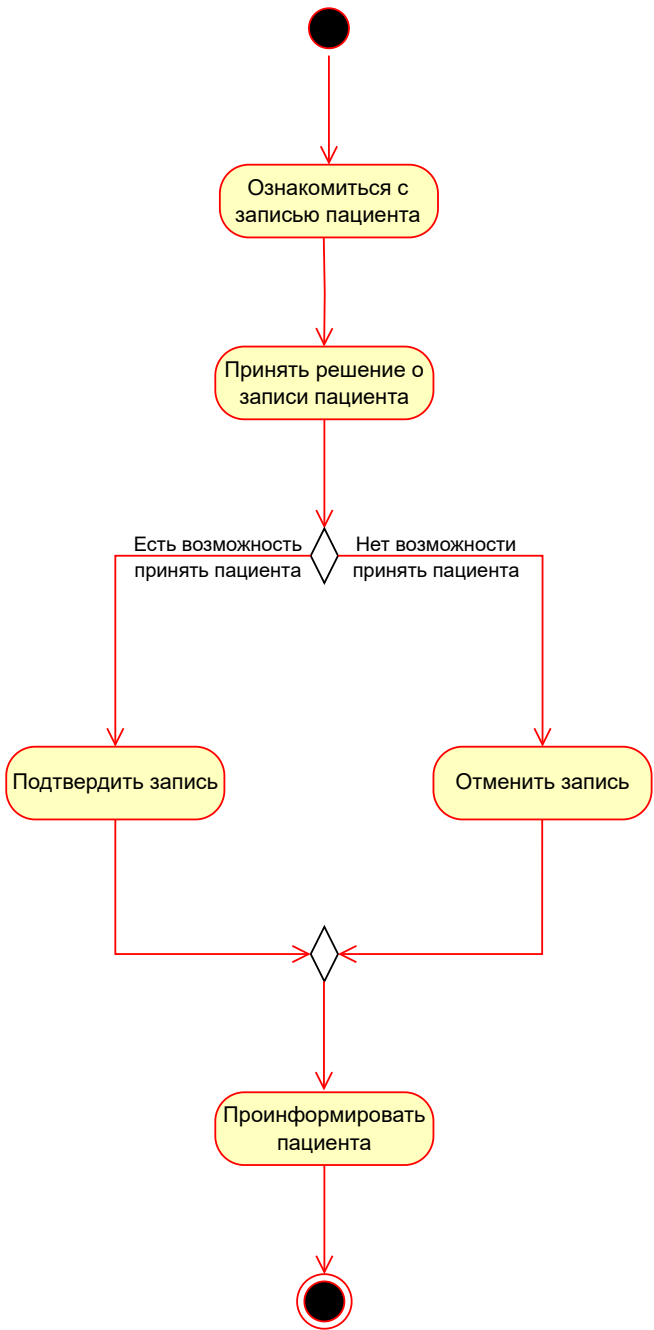 Ознакомиться с
записью пациента
Принять решение о
записи пациента
Есть возможность
принять пациента
Нет возможности
принять пациента
Подтвердить запись
Отменить запись
Проинформировать
пациента